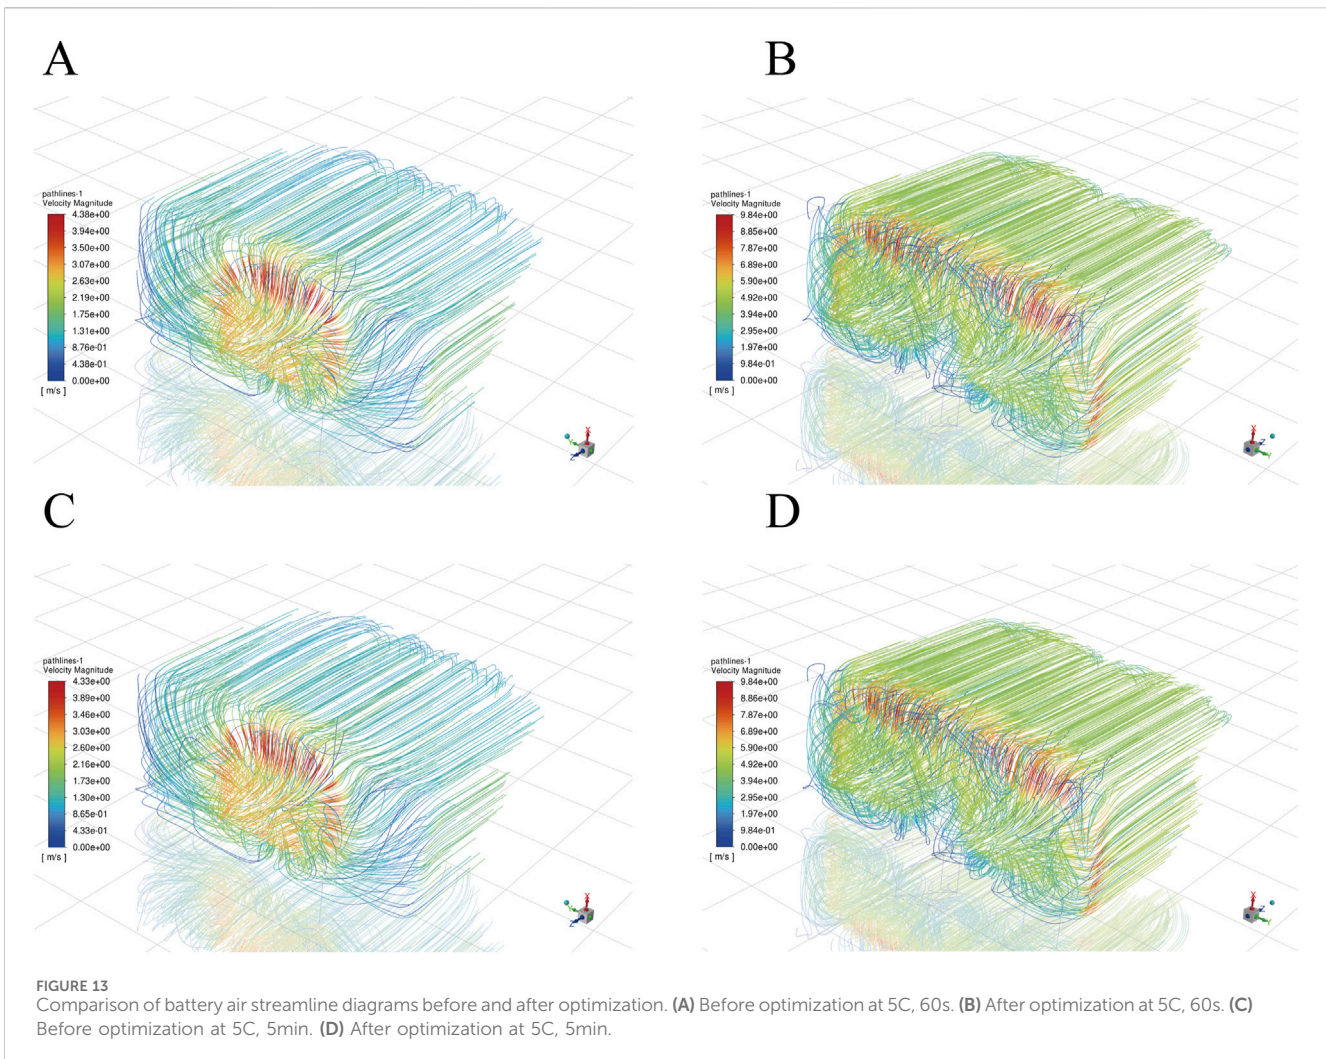 A
B
pathlines-1
Velocity Magnitude
4.38e+00
3.94e+00
3.50e+00
3.07e+00
2.63e+00
2.19e+00
1.75e+00
1.31e+00
8.76e-01
4.38e-01
0.00e+00
[ m/s ]
X
Y
Z
pathlines-1
Velocity Magnitude
9.84e+00
8.85e+00
7.87e+00
6.89e+00
5.90e+00
4.92e+00
3.94e+00
2.95e+00
1.97e+00
9.84e-01
0.00e+00
[ m/s ]
X
Z
Y
C
D
pathlines-1
Velocity Magnitude
4.33e+00
3.89e+00
3.46e+00
3.03e+00
2.60e+00
2.16e+00
1.73e+00
1.30e+00
8.65e-01
4.33e-01
0.00e+00
[ m/s ]
X
Y
Z
pathlines-1
Velocity Magnitude
9.84e+00
8.86e+00
7.87e+00
6.89e+00
5.90e+00
4.92e+00
3.94e+00
2.95e+00
1.97e+00
9.84e-01
0.00e+00
[ m/s ]
X
Z
Y
FIGURE 13
Comparison of battery air streamline diagrams before and after optimization. (A) Before optimization at 5C, 60s. (B) After optimization at 5C, 60s. (C)
Before optimization at 5C, 5min. (D) After optimization at 5C, 5min.